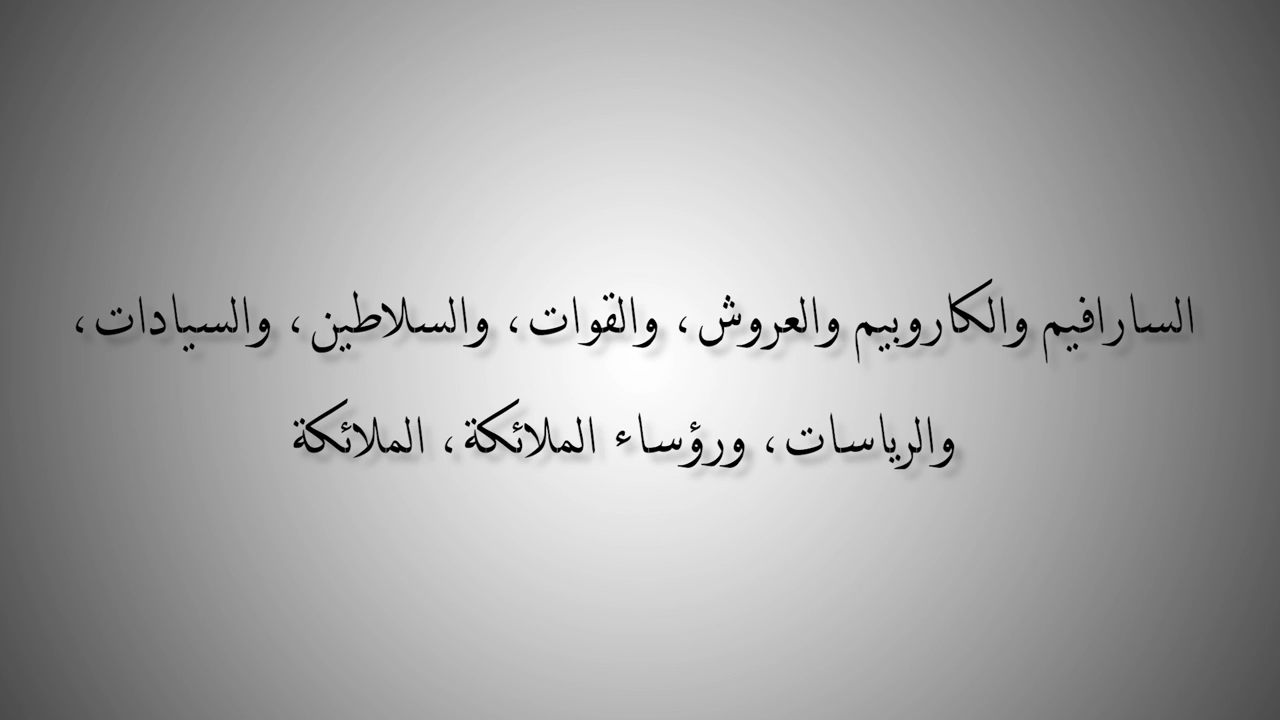 السارافيم والكاروبيم والعروش، والقوات، والسلاطين، والسيادات،
والرياسات، ورؤساء الملائكة، الملائكة